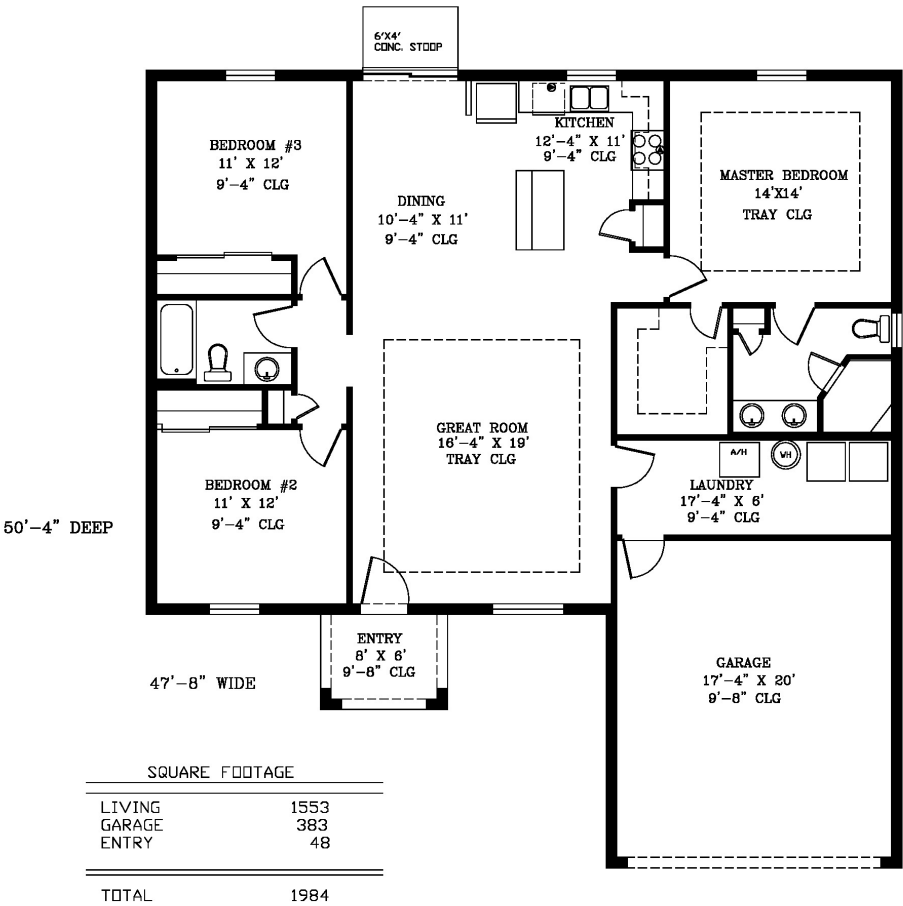 6'X4'
CONC. STOOP
BEDROOM #3
11' X 12'
9'-4" CLG
KITCHEN
12'-4" X 11'
9'-4" CLG
DINING
10'-4" X 11'
9'-4" CLG
MASTER BEDROOM
14'X14'
TRAY CLG
GREAT ROOM
16'-4" X 19'
TRAY CLG
BEDROOM #2
11' X 12'
9'-4" CLG
A/H
WH
LAUNDRY
17'-4" X 6'
9'-4" CLG
50'-4" DEEP
ENTRY
8' X 6'
9'-8" CLG
GARAGE
17'-4" X 20'
9'-8" CLG
47'-8" WIDE
SQUARE FOOTAGE
LIVING 1553
GARAGE 383
ENTRY 48
TOTAL 1984